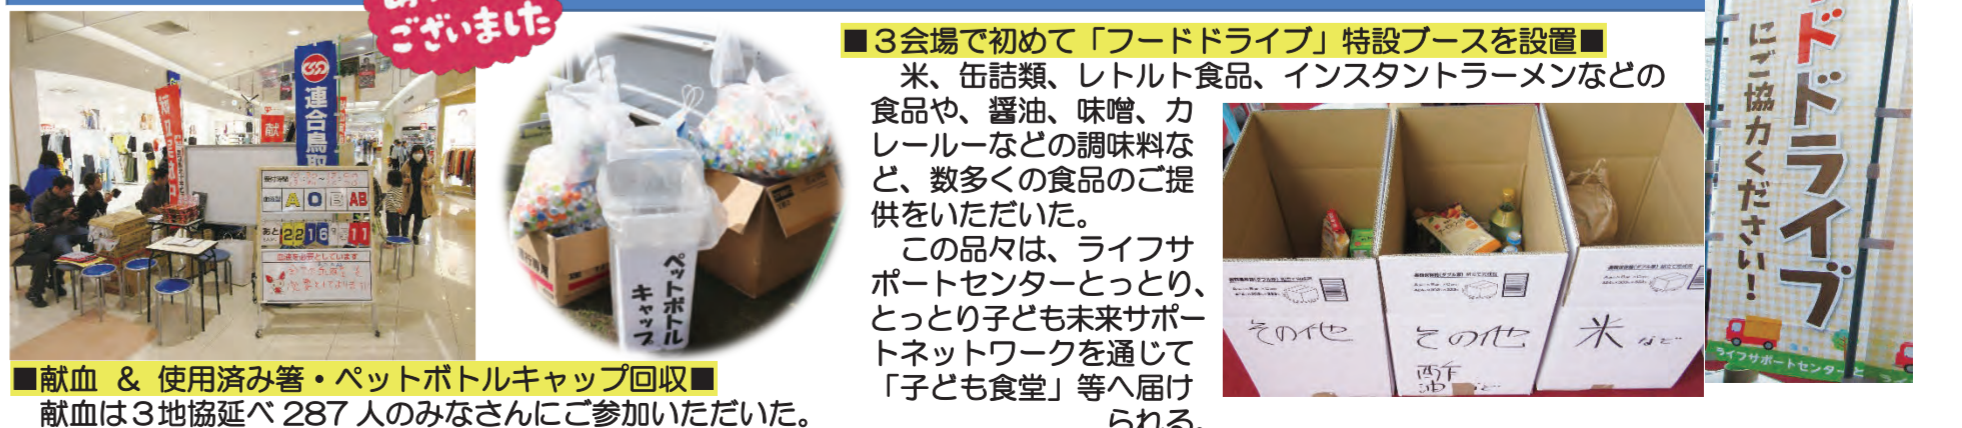 ございました
連合鳥取
献
A O B AB
あと 22 16 11
ペットボトル
キャップ
■献血 & 使用済み箸・ペットボトルキャップ回収■
献血は3地協延べ287人のみなさんにご参加いただいた。
■3会場で初めて「フードドライブ」特設ブースを設置■
米、缶詰類、レトルト食品、インスタントラーメンなどの
食品や、醤油、味噌、カ
レールーなどの調味料な
ど、数多くの食品のご提
供をいただいた。
この品々は、ライフサ
ポートセンターとっとり、
とっとり子ども未来サポー
トネットワークを通じて
「子ども食堂」等へ届け
られる。
その他
その他
酢
油 など
米 など
ドドライブ
にご協力ください!
ライフサポートセンターと